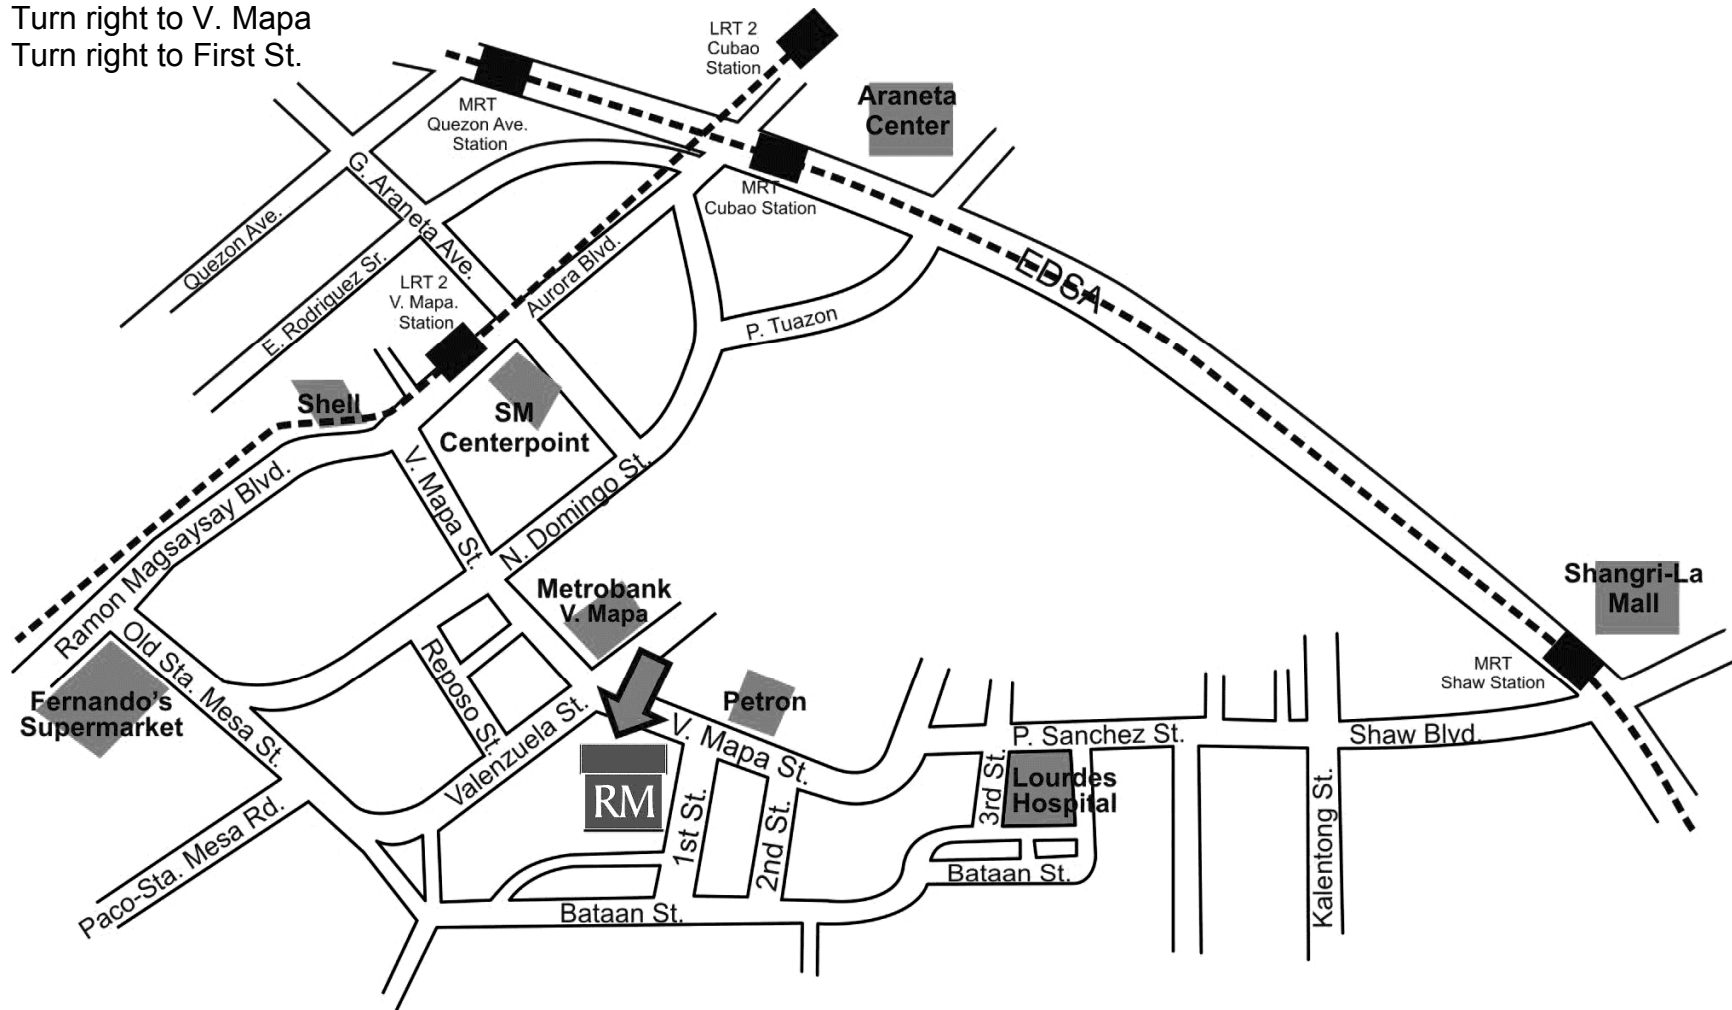 Turn right to V. Mapa
Turn right to First St.
LRT 2
Cubao
Station
MRT
Quezon Ave.
Station
Araneta
Center
MRT
Cubao Station
G. Araneta Ave.
Quezon Ave.
E. Rodriquez Sr.
Aurora Blvd.
EDSA
LRT 2
V. Mapa.
Station
P. Tuazon
Shell
SM
Centerpoint
V. Mapa St.
N. Domingo St.
Ramon Magsaysay Blvd.
Metrobank
V. Mapa
Shangri-La
Mall
Old Sta. Mesa St.
Reposo St.
MRT
Shaw Station
Fernando's
Supermarket
Valenzuela St.
Petron
V. Mapa St.
P. Sanchez St.
Shaw Blvd.
RM
1st St.
2nd St.
3rd St.
Lourdes
Hospital
Kalentong St.
Paco-Sta. Mesa Rd.
Bataan St.
Bataan St.